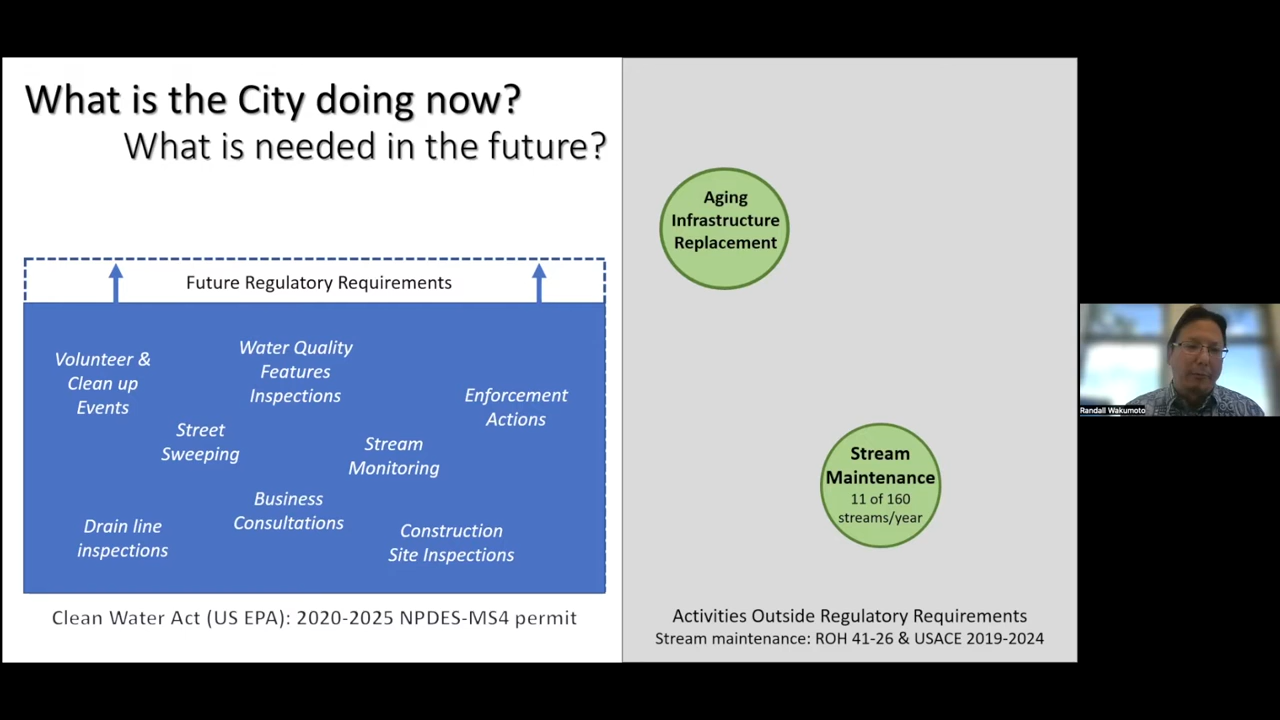 What is the City doing now?
What is needed in the future?
Future Regulatory Requirements
Volunteer &
Clean up
Events
Water Quality
Features
Inspections
Enforcement
Actions
Street
Sweeping
Stream
Monitoring
Business
Consultations
Drain line
inspections
Construction
Site Inspections
Clean Water Act (US EPA): 2020-2025 NPDES-MS4 permit
Aging
Infrastructure
Replacement
Stream
Maintenance
11 of 160
streams/year
Activities Outside Regulatory Requirements
Stream maintenance: ROH 41-26 & USACE 2019-2024
Randall Wakumoto